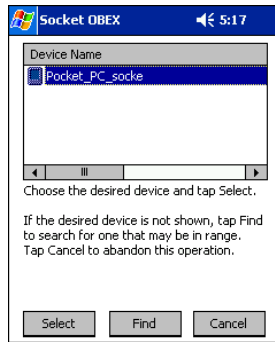 Socket OBEX 5:17
Device Name
Pocket_PC_socke
Choose the desired device and tap Select.
If the desired device is not shown, tap Find
to search for one that may be in range.
Tap Cancel to abandon this operation.
Select Find Cancel